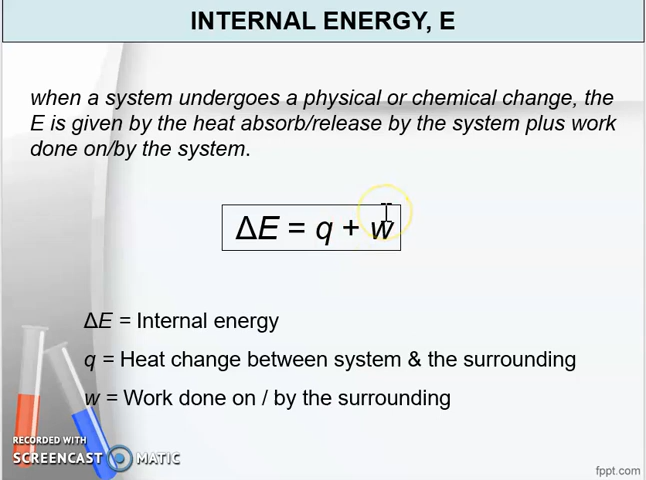 INTERNAL ENERGY, E
when a system undergoes a physical or chemical change, the
E is given by the heat absorb/release by the system plus work
done on/by the system.
ΔE = q + w
ΔE = Internal energy
q = Heat change between system & the surrounding
w = Work done on / by the surrounding
RECORDED WITH
SCREENCAST MATIC
fppt.com